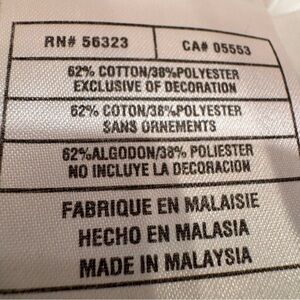 RN# 56323 CA# 05553
62% COTTON/38%POLYESTER
EXCLUSIVE OF DECORATION
62% COTON/38%POLYESTER
SANS ORNEMENTS
62%ALGODON/38% POLIESTER
NO INCLUYE LA DECORACION
FABRIQUE EN MALAISIE
HECHO EN MALASIA
MADE IN MALAYSIA